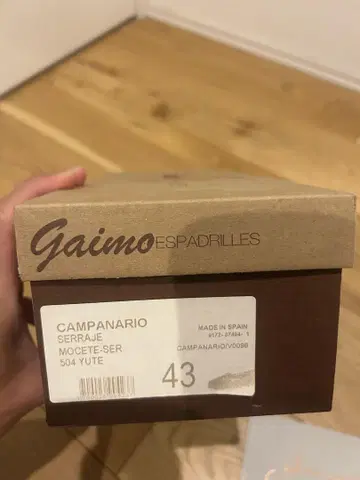 Gaimo ESPADRILLES
CAMPANARIO
SERRAJE
MOCETE-SER
504 YUTE
MADE IN SPAIN
CAMPANARIO/V0098
43